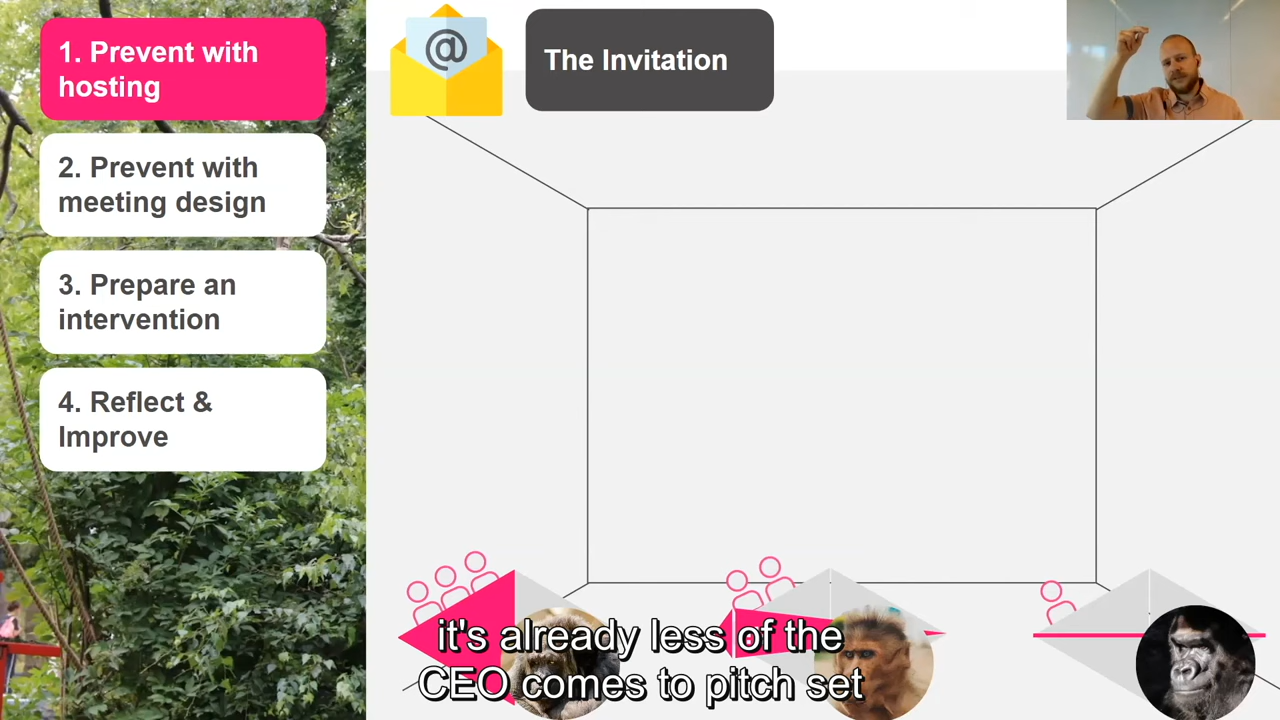 1. Prevent with
hosting
2. Prevent with
meeting design
3. Prepare an
intervention
4. Reflect &
Improve
@
The Invitation
it's already less of the
CEO comes to pitch set